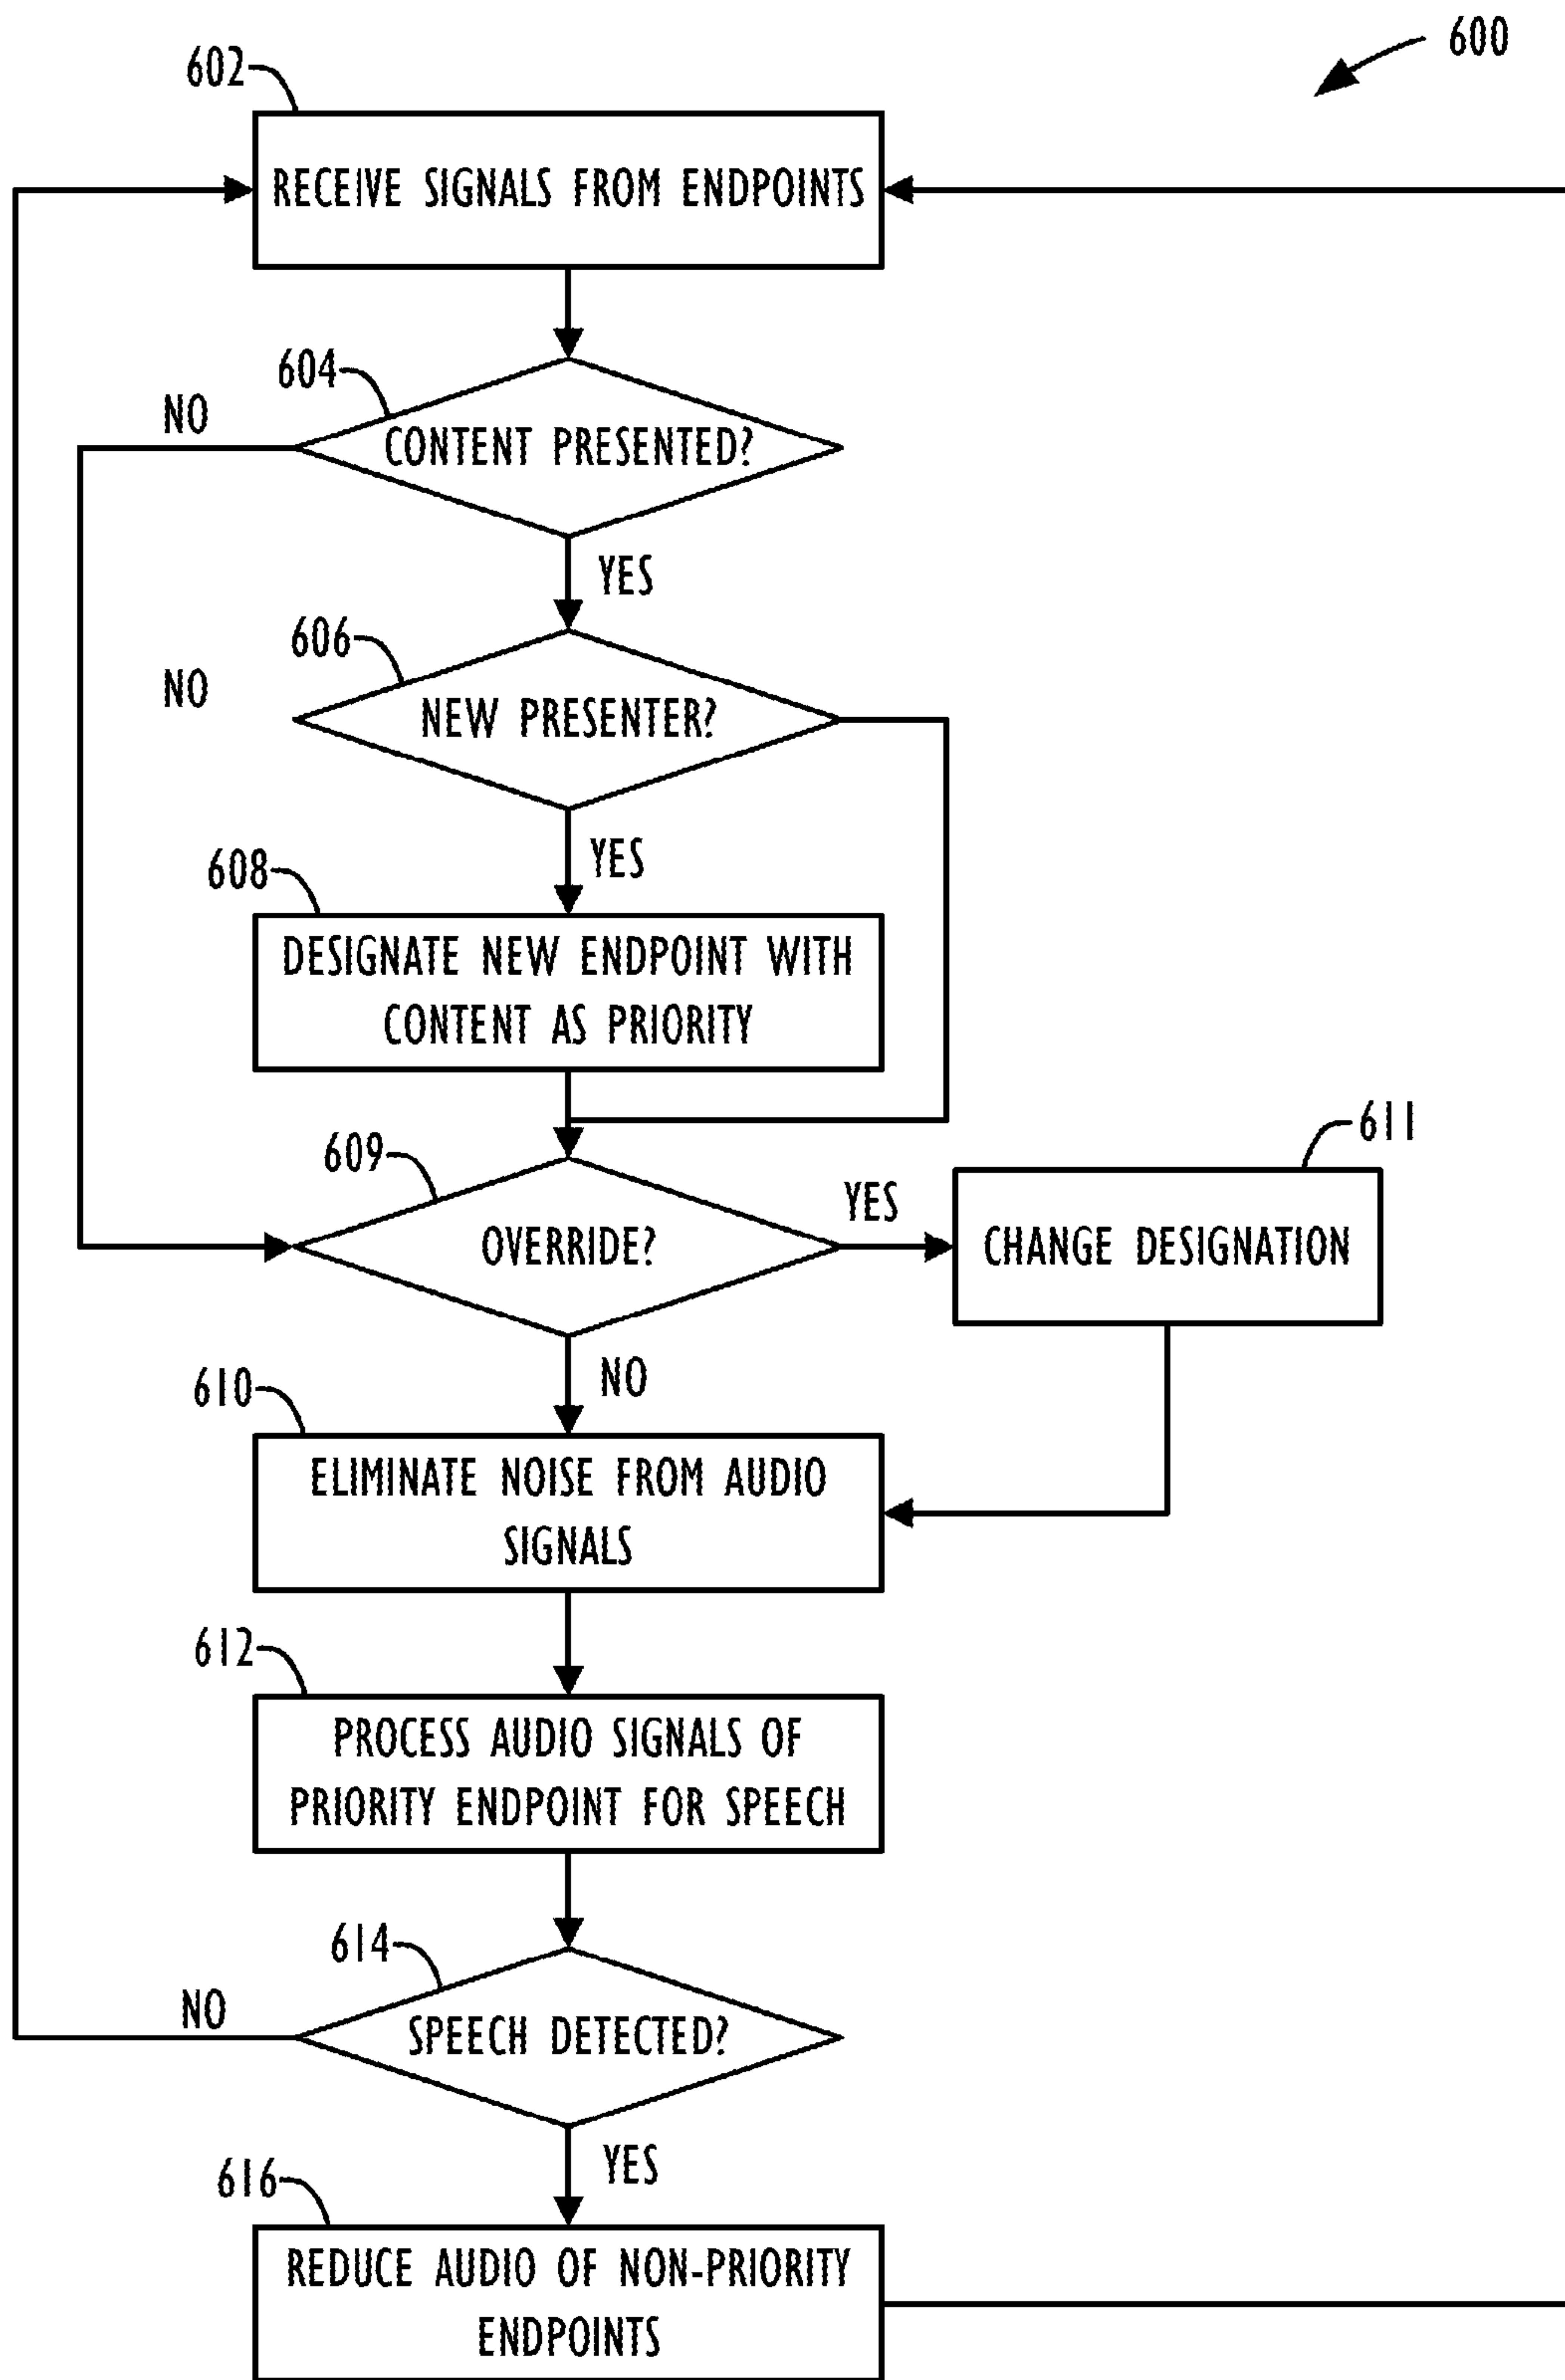 600
602
RECEIVE SIGNALS FROM ENDPOINTS
604
NO
CONTENT PRESENTED?
YES
606
NO
NEW PRESENTER?
YES
608
DESIGNATE NEW ENDPOINT WITH
CONTENT AS PRIORITY
611
609
YES
OVERRIDE?
CHANGE DESIGNATION
NO
610
ELIMINATE NOISE FROM AUDIO
SIGNALS
612
PROCESS AUDIO SIGNALS OF
PRIORITY ENDPOINT FOR SPEECH
614
NO
SPEECH DETECTED?
YES
616
REDUCE AUDIO OF NON-PRIORITY
ENDPOINTS